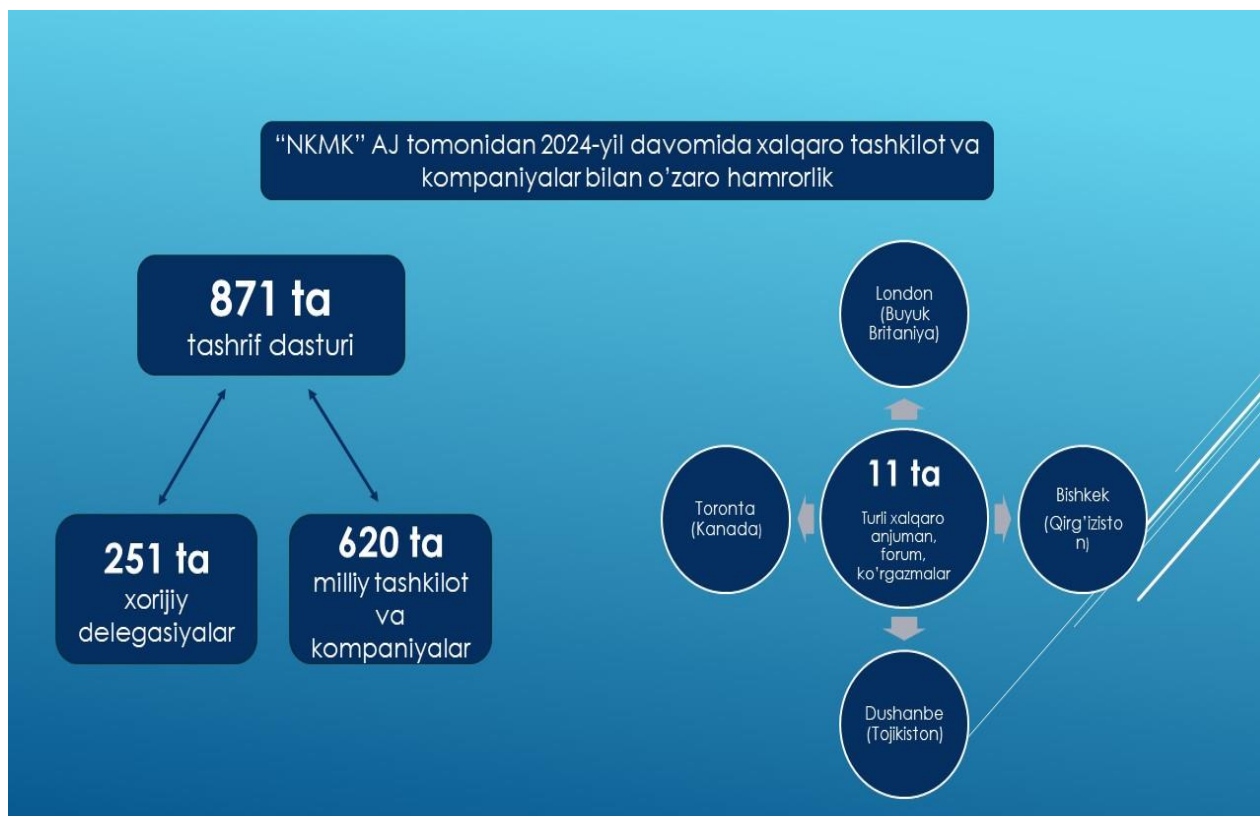 “NKMK” AJ tomonidan 2024-yil davomida xalqaro tashkilot va
kompaniyalar bilan o’zaro hamrorlik
871 ta
tashrif dasturi
251 ta
xorijiy
delegasiyalar
620 ta
milliy tashkilot
va
kompaniyalar
London
(Buyuk
Britaniya)
Toronta
(Kanada)
11 ta
Turli xalqaro
anjuman,
forum,
ko’rgazmalar
Bishkek
(Qirg’izisto
n)
Dushanbe
(Tojikiston)